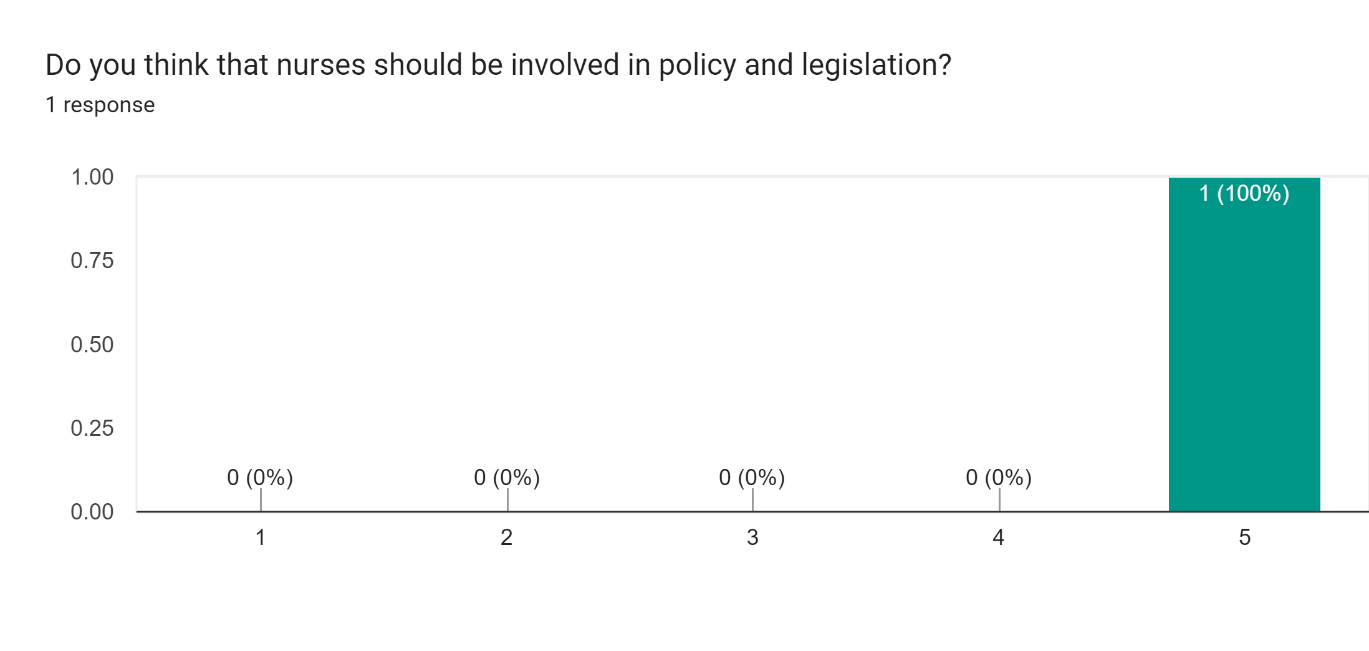 Do you think that nurses should be involved in policy and legislation?
1 response
1.00
1 (100%)
0.75
0.50
0.25
0 (0%) 0 (0%) 0 (0%) 0 (0%)
0.00
1 2 3 4 5